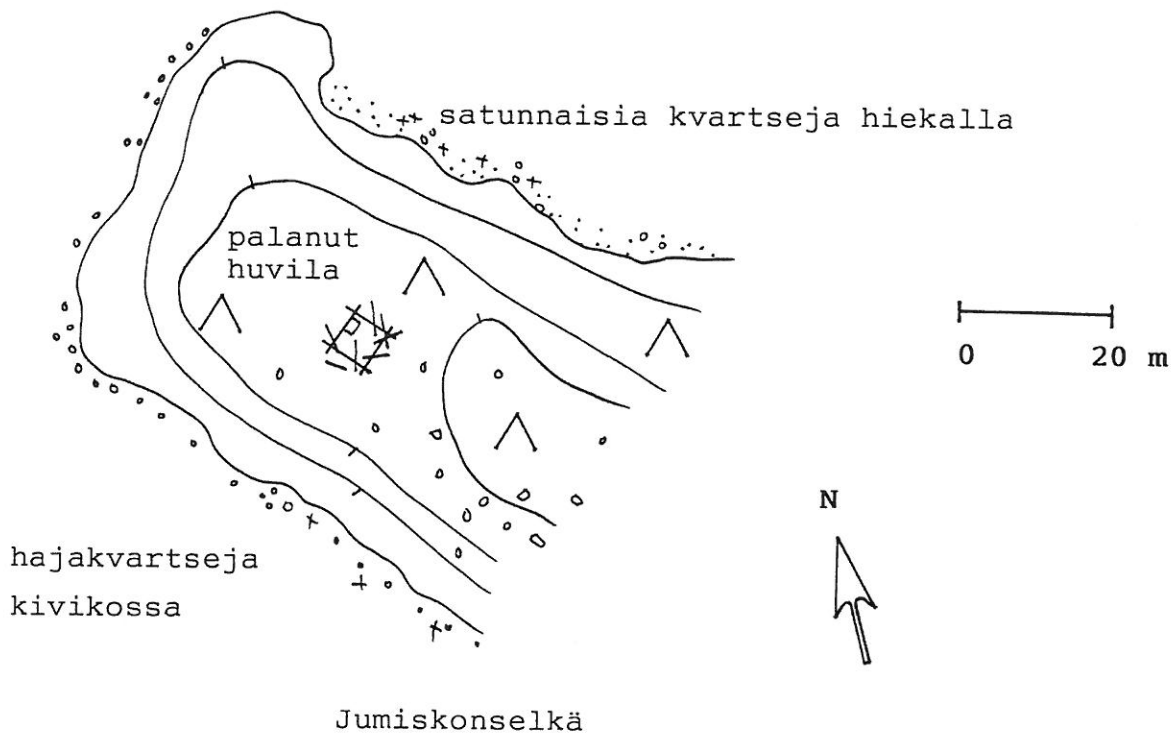 satunnaisia kvartseja hiekalla
palanut
huvila
0 20 m
N
hajakvartseja
kivikossa
Jumiskonselkä